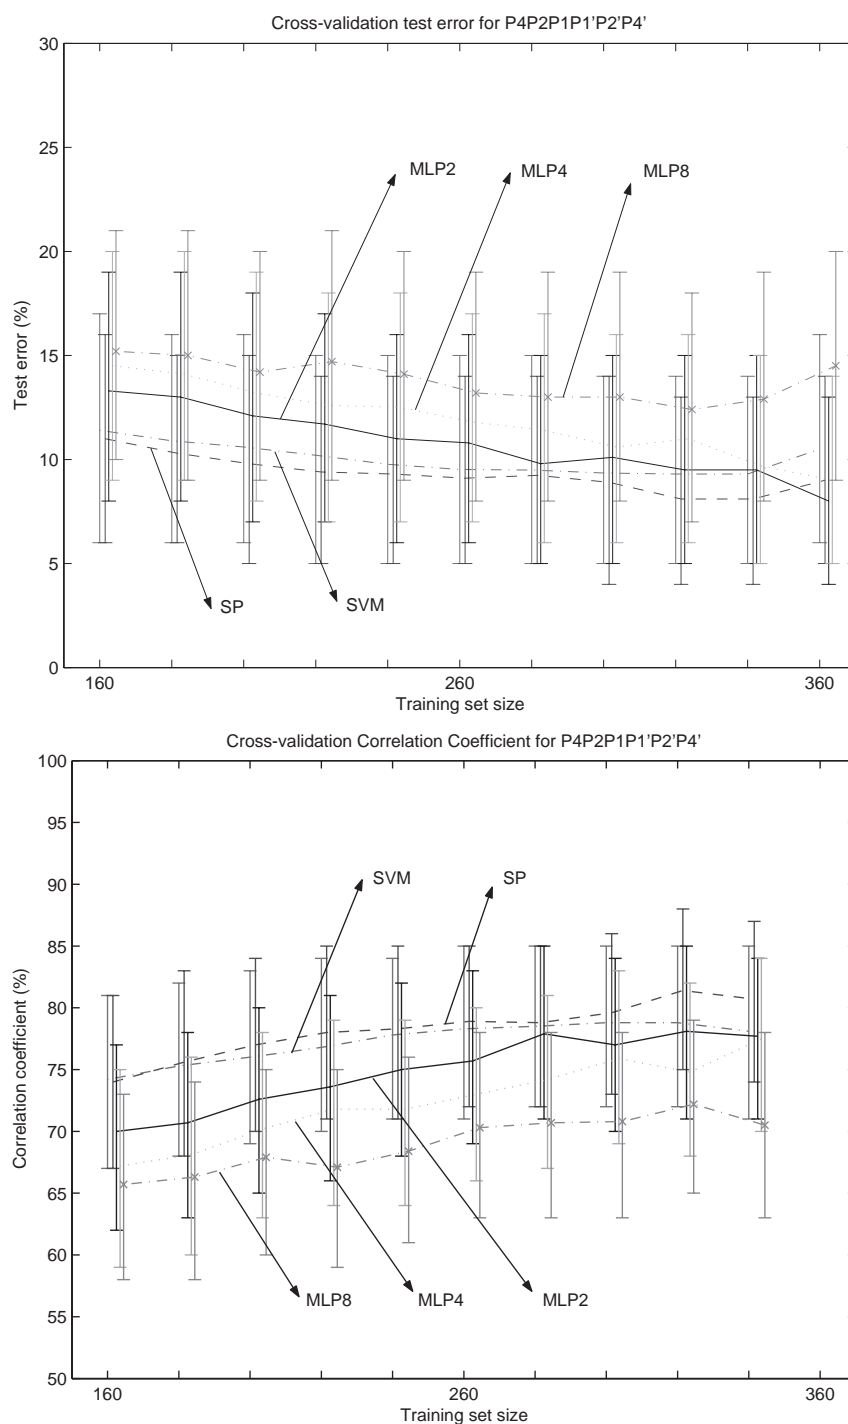 Cross-validation test error for P4P2P1P1’P2’P4’
30
25
20
15
10
5
0
Test error (%)
MLP2
MLP4
MLP8
SP
SVM
160
260
360
Training set size
Cross-validation Correlation Coefficient for P4P2P1P1’P2’P4’
100
95
90
85
80
75
70
65
60
55
50
Correlation coefficient (%)
SVM
SP
MLP8
MLP4
MLP2
160
260
360
Training set size